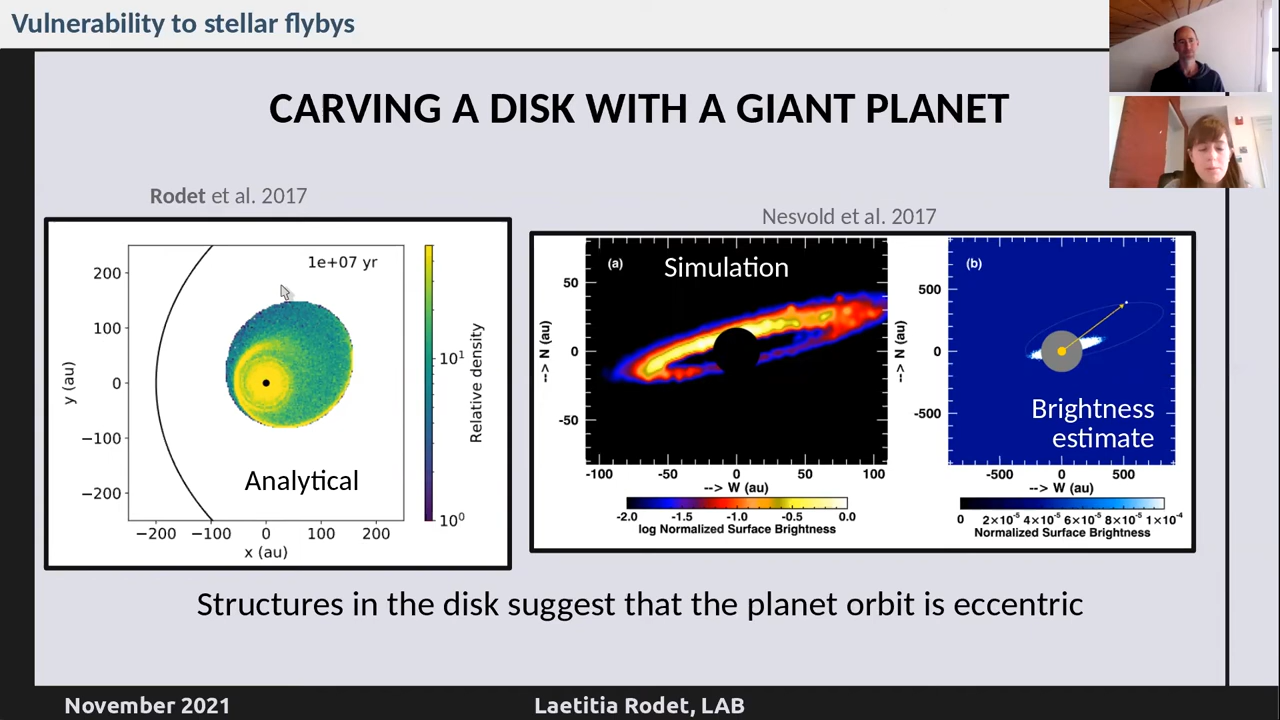 Vulnerability to stellar flybys
CARVING A DISK WITH A GIANT PLANET
Rodet et al. 2017
1e+07 yr
200
100
0
−100
−200
y (au)
−200 −100 0 100 200
x (au)
Analytical
10¹
10⁰
Relative density
Nesvold et al. 2017
(a)
Simulation
50
0
-50
--> N (au)
-100 -50 0 50 100
--> W (au)
-2.0 -1.5 -1.0 -0.5 0.0
log Normalized Surface Brightness
(b)
500
0
-500
--> N (au)
Brightness
estimate
-500 0 500
--> W (au)
0 2×10⁻⁵ 4×10⁻⁵ 6×10⁻⁵ 8×10⁻⁵ 1×10⁻⁴
Normalized Surface Brightness
Structures in the disk suggest that the planet orbit is eccentric
November 2021
Laetitia Rodet, LAB